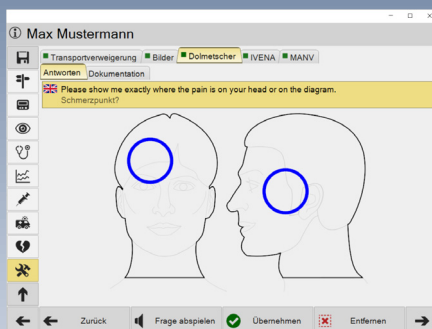 Max Mustermann
Transportverweigerung Bilder Dolmetscher IVENA MANV
Antworten Dokumentation
Please show me exactly where the pain is on your head or on the diagram.
Schmerzpunkt?
Zurück Frage abspielen Übernehmen Entfernen